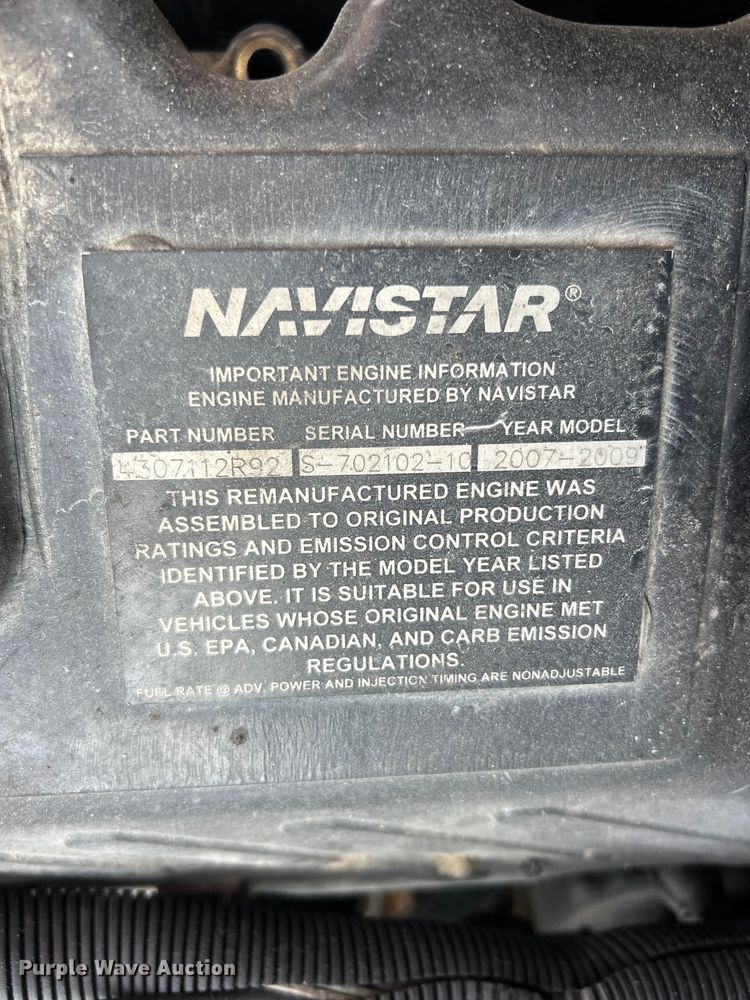 NAVISTAR®
IMPORTANT ENGINE INFORMATION
ENGINE MANUFACTURED BY NAVISTAR
PART NUMBER SERIAL NUMBER YEAR MODEL
4307112R92 S-702102-10 2007-2009
THIS REMANUFACTURED ENGINE WAS
ASSEMBLED TO ORIGINAL PRODUCTION
RATINGS AND EMISSION CONTROL CRITERIA
IDENTIFIED BY THE MODEL YEAR LISTED
ABOVE. IT IS SUITABLE FOR USE IN
VEHICLES WHOSE ORIGINAL ENGINE MET
U.S. EPA, CANADIAN, AND CARB EMISSION
REGULATIONS.
FUEL RATE @ ADV. POWER AND INJECTION TIMING ARE NONADJUSTABLE
Purple Wave Auction